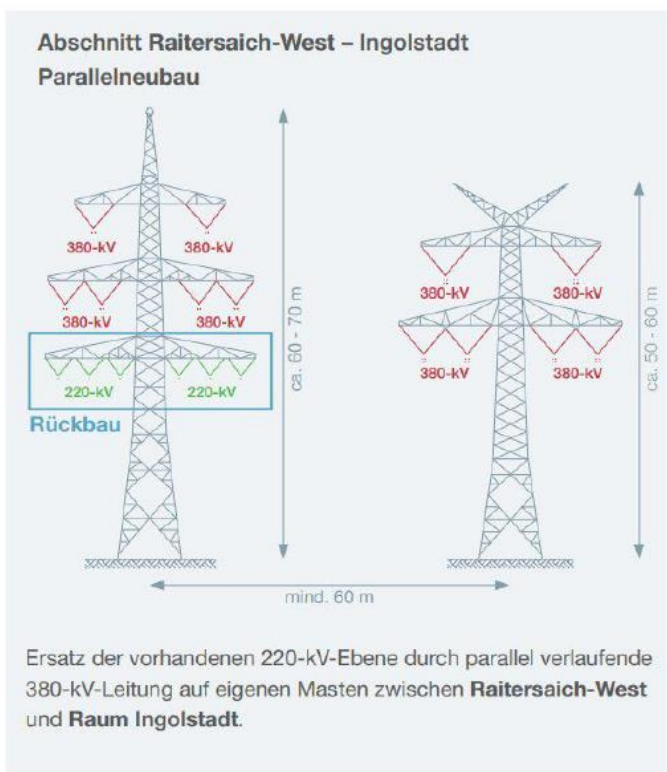 Abschnitt Raitersaich-West – Ingolstadt
Parallelneubau
380-kV 380-kV
380-kV 380-kV
220-kV 220-kV
Rückbau
ca. 60 - 70 m
380-kV 380-kV
380-kV 380-kV
ca. 50 - 60 m
mind. 60 m
Ersatz der vorhandenen 220-kV-Ebene durch parallel verlaufende
380-kV-Leitung auf eigenen Masten zwischen Raitersaich-West
und Raum Ingolstadt.